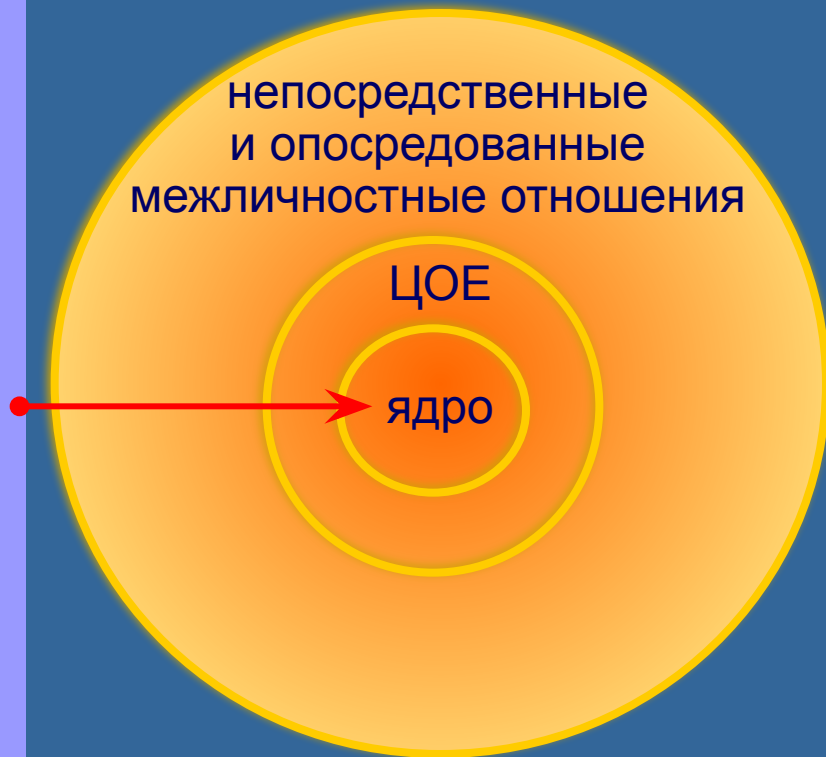 непосредственные
и опосредованные
межличностные отношения
ЦОЕ
ядро